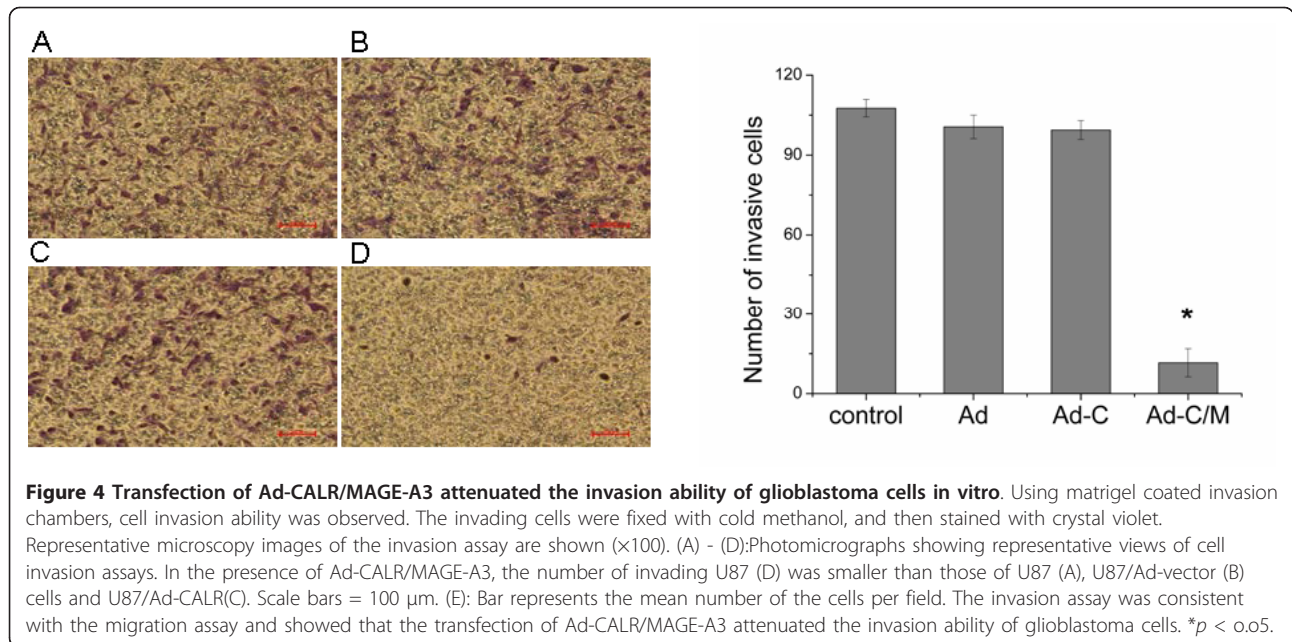 A
B
C
D
120
90
60
30
0
Number of invasive cells
*
control Ad Ad-C Ad-C/M
Figure 4 Transfection of Ad-CALR/MAGE-A3 attenuated the invasion ability of glioblastoma cells in vitro. Using matrigel coated invasion
chambers, cell invasion ability was observed. The invading cells were fixed with cold methanol, and then stained with crystal violet.
Representative microscopy images of the invasion assay are shown (×100). (A) - (D):Photomicrographs showing representative views of cell
invasion assays. In the presence of Ad-CALR/MAGE-A3, the number of invading U87 (D) was smaller than those of U87 (A), U87/Ad-vector (B)
cells and U87/Ad-CALR(C). Scale bars = 100 μm. (E): Bar represents the mean number of the cells per field. The invasion assay was consistent
with the migration assay and showed that the transfection of Ad-CALR/MAGE-A3 attenuated the invasion ability of glioblastoma cells. *p < 0.05.